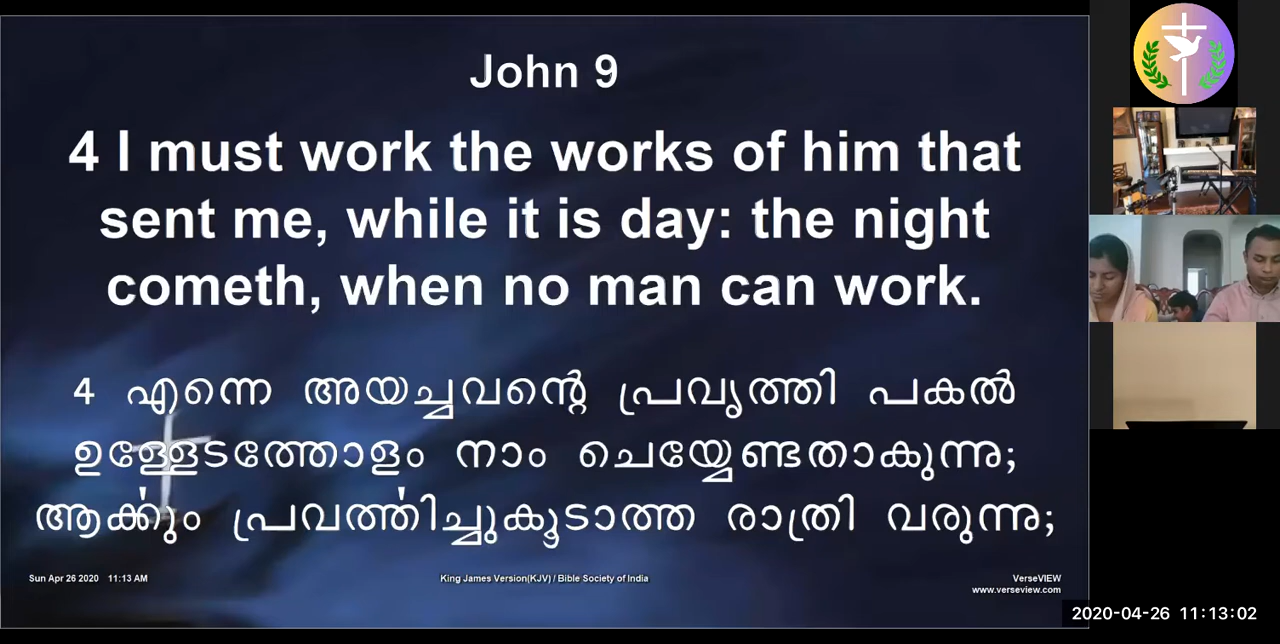 John 9
4 I must work the works of him that
sent me, while it is day: the night
cometh, when no man can work.
4 എന്നെ അയച്ചവന്റെ പ്രവൃത്തി പകൽ
ഉള്ളേടത്തോളം നാം ചെയ്യേണ്ടതാകുന്നു;
ആൎക്കും പ്രവൎത്തിച്ചുകൂടാത്ത രാത്രി വരുന്നു;
Sun Apr 26 2020 11:13 AM
King James Version(KJV) / Bible Society of India
VerseVIEW
www.verseview.com
2020-04-26 11:13:02